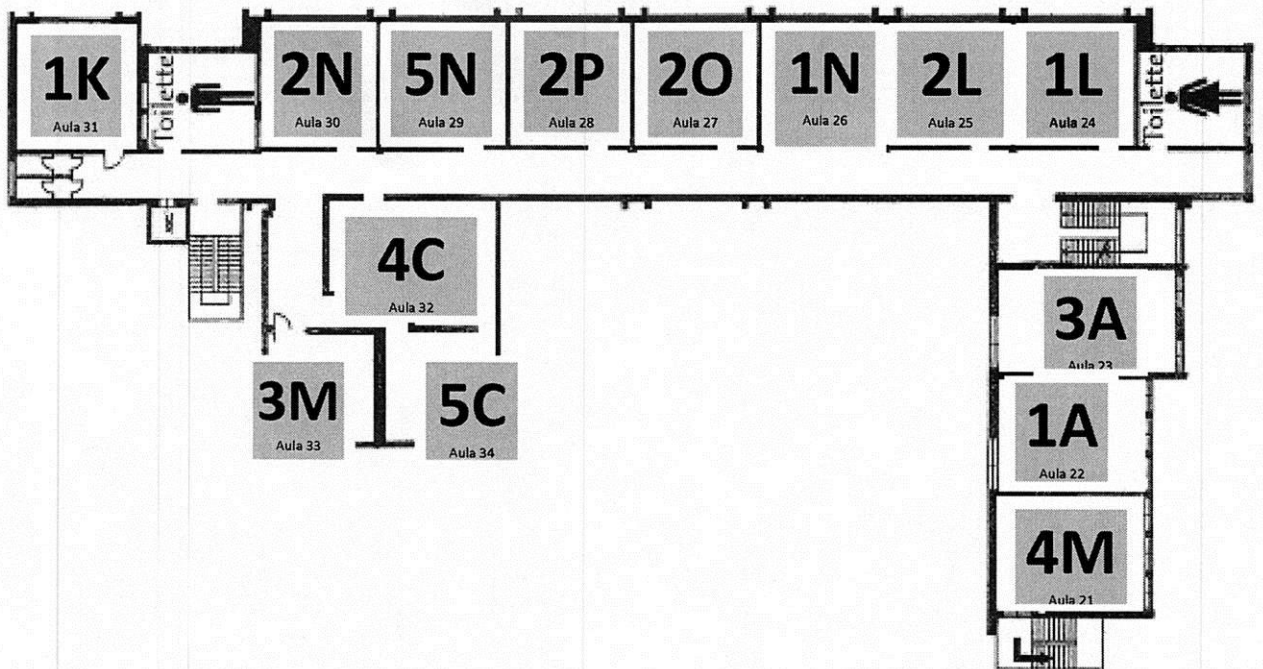 1K
Aula 31
Toilette
2N
Aula 30
5N
Aula 29
2P
Aula 28
2O
Aula 27
1N
Aula 26
2L
Aula 25
1L
Aula 24
Toilette
4C
Aula 32
3M
Aula 33
5C
Aula 34
3A
Aula 23
1A
Aula 22
4M
Aula 21